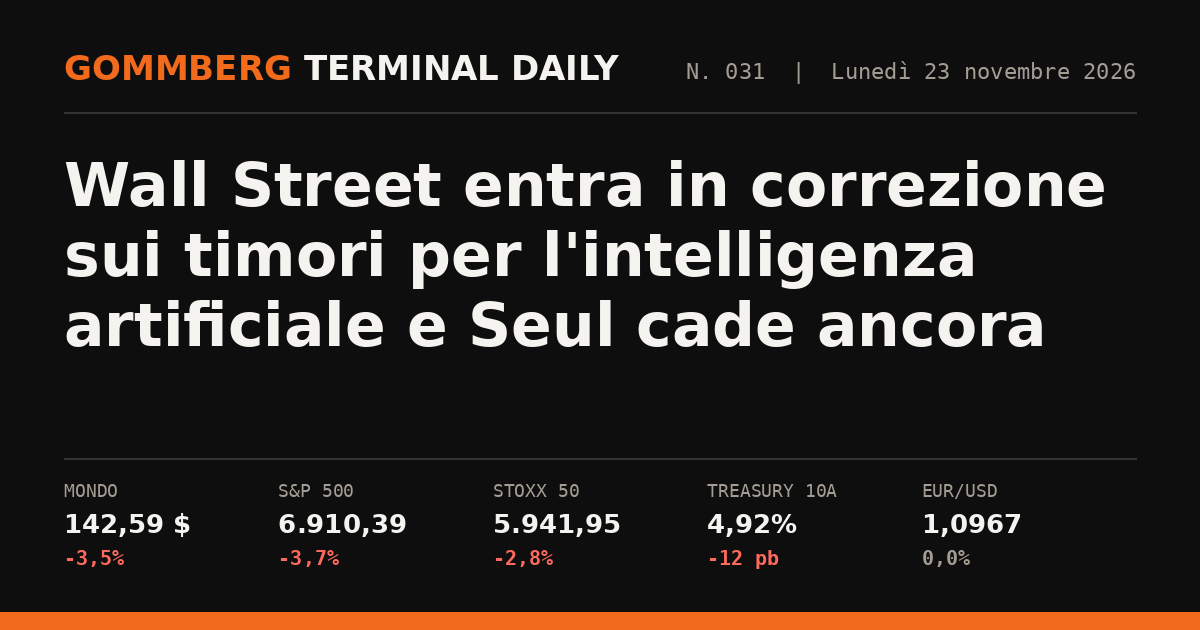 GOMMBERG TERMINAL DAILY
N. 031 | Lunedì 23 novembre 2026
Wall Street entra in correzione
sui timori per l'intelligenza
artificiale e Seul cade ancora
MONDO
142,59 $
-3,5%
S&P 500
6.910,39
-3,7%
STOXX 50
5.941,95
-2,8%
TREASURY 10A
4,92%
-12 pb
EUR/USD
1,0967
0,0%